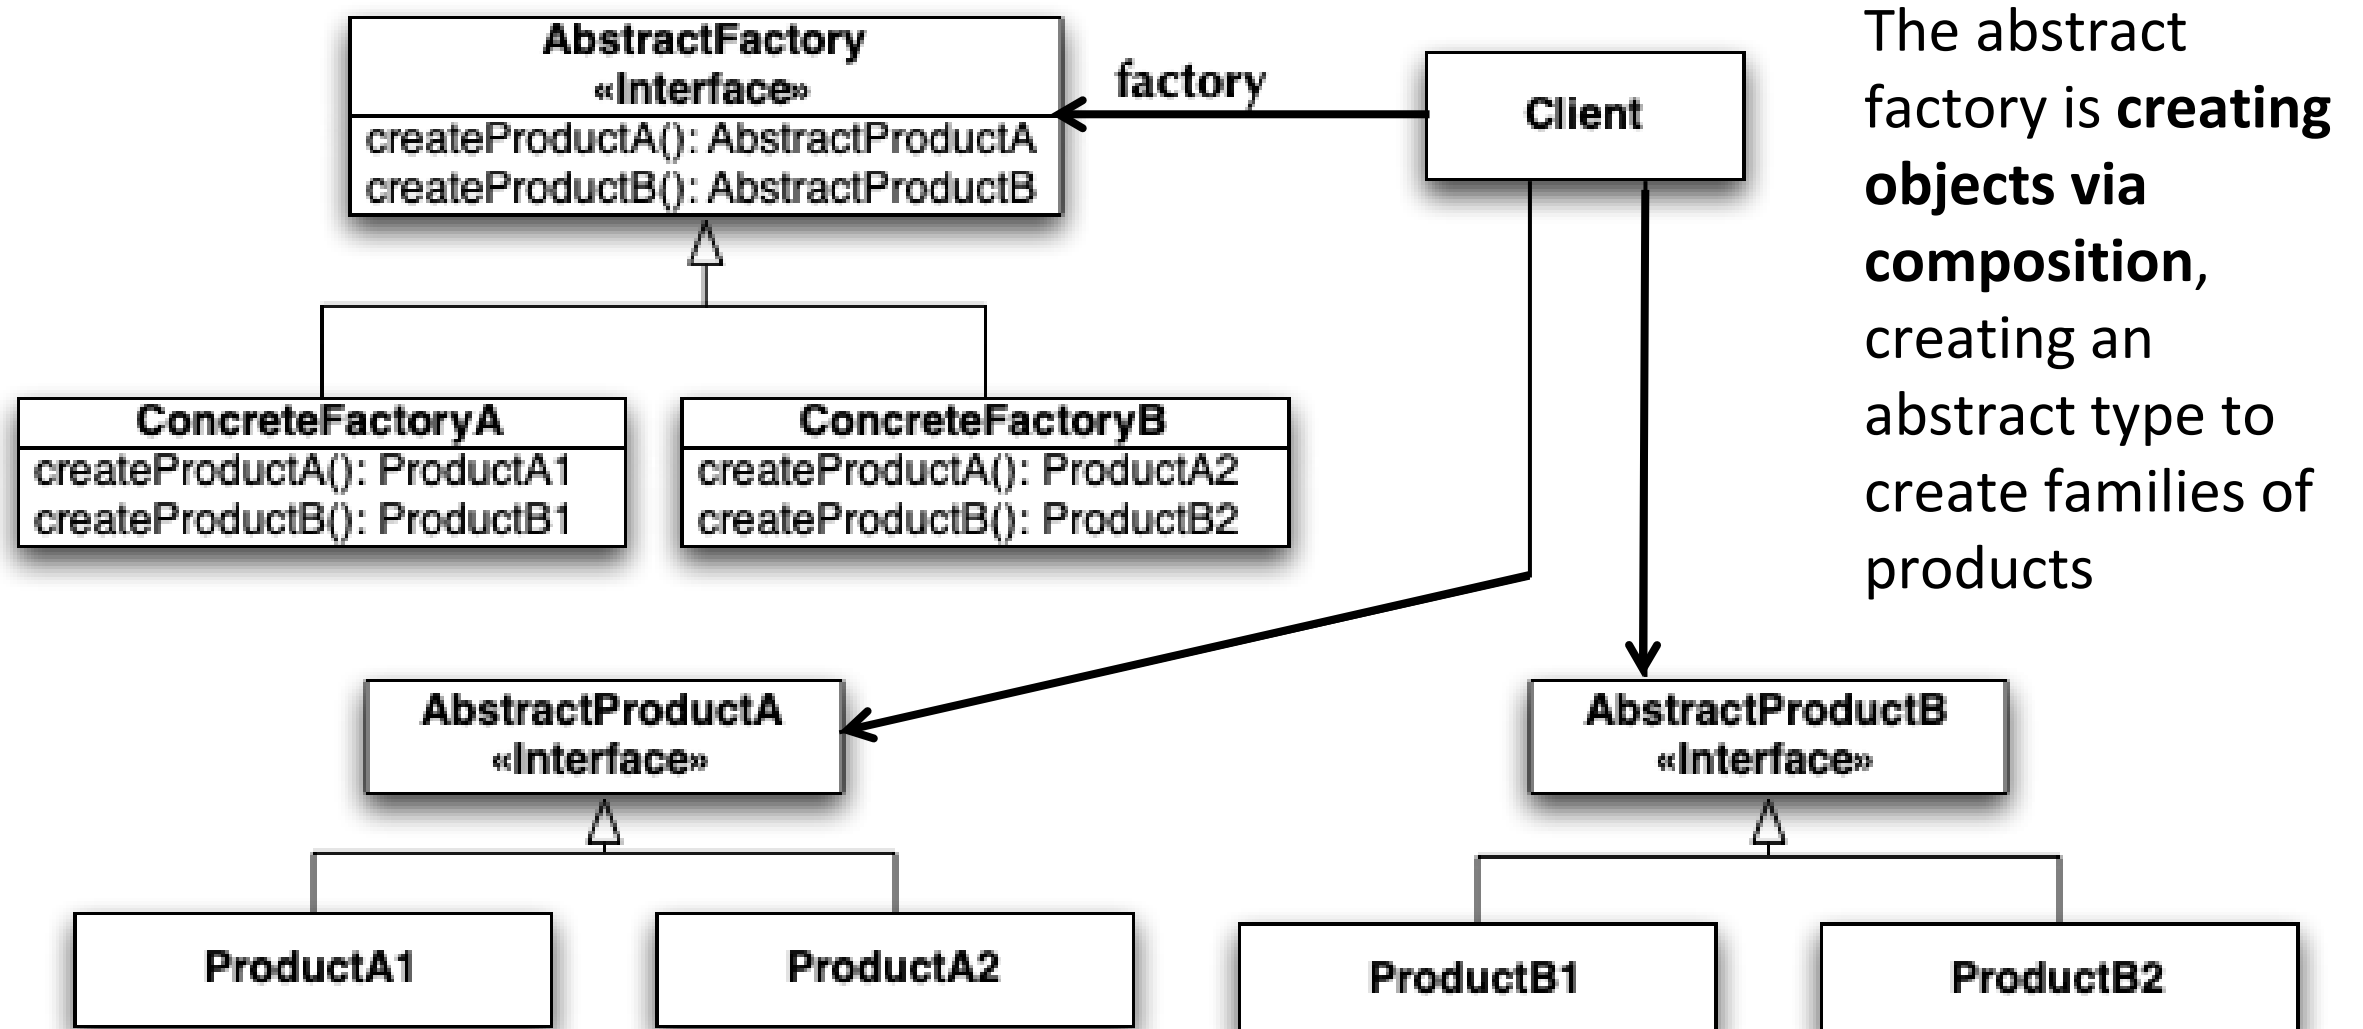 AbstractFactory
«Interface»
createProductA(): AbstractProductA
createProductB(): AbstractProductB
factory
Client
The abstract
factory is creating
objects via
composition,
creating an
abstract type to
create families of
products
ConcreteFactoryA
createProductA(): ProductA1
createProductB(): ProductB1
ConcreteFactoryB
createProductA(): ProductA2
createProductB(): ProductB2
AbstractProductA
«Interface»
AbstractProductB
«Interface»
ProductA1
ProductA2
ProductB1
ProductB2